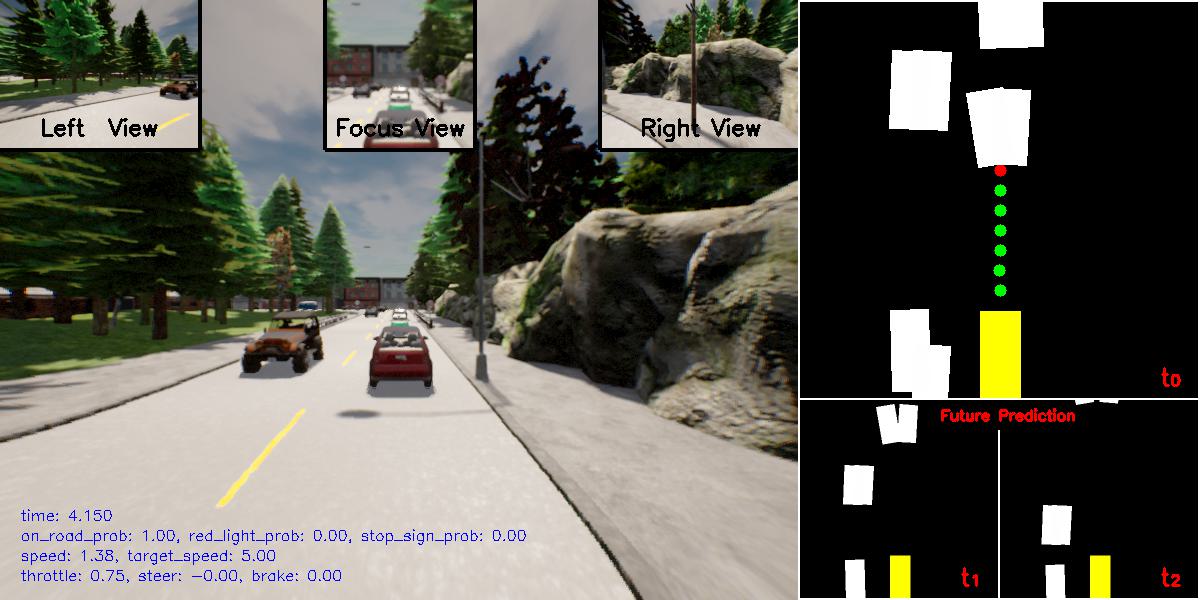 Left View
Focus View
Right View
t0
Future Prediction
t1
t2
time: 4.150
on_road_prob: 1.00, red_light_prob: 0.00, stop_sign_prob: 0.00
speed: 1.38, target_speed: 5.00
throttle: 0.75, steer: −0.00, brake: 0.00